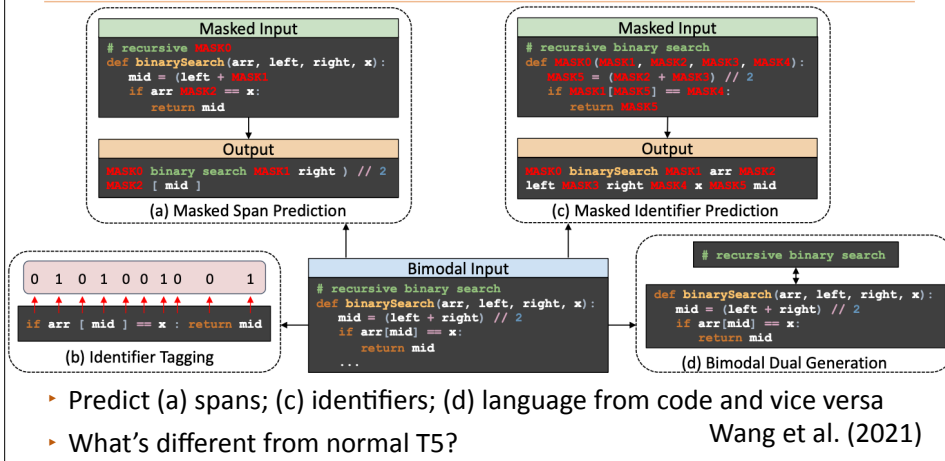 Masked Input
# recursive MASK0
def binarySearch(arr, left, right, x):
mid = (left + MASK1
if arr MASK2 == x:
return mid
Output
MASK0 binary search MASK1 right ) // 2
MASK2 [ mid ]
(a) Masked Span Prediction
Masked Input
# recursive binary search
def MASK0(MASK1, MASK2, MASK3, MASK4):
MASK5 = (MASK2 + MASK3) // 2
if MASK1[MASK5] == MASK4:
return MASK5
Output
MASK0 binarySearch MASK1 arr MASK2
left MASK3 right MASK4 x MASK5 mid
(c) Masked Identifier Prediction
0 1 0 1 0 0 1 0 0 1
if arr [ mid ] == x : return mid
(b) Identifier Tagging
Bimodal Input
# recursive binary search
def binarySearch(arr, left, right, x):
mid = (left + right) // 2
if arr[mid] == x:
return mid
...
# recursive binary search
def binarySearch(arr, left, right, x):
mid = (left + right) // 2
if arr[mid] == x:
return mid
(d) Bimodal Dual Generation
‣ Predict (a) spans; (c) identifiers; (d) language from code and vice versa
‣ What’s different from normal T5?
Wang et al. (2021)